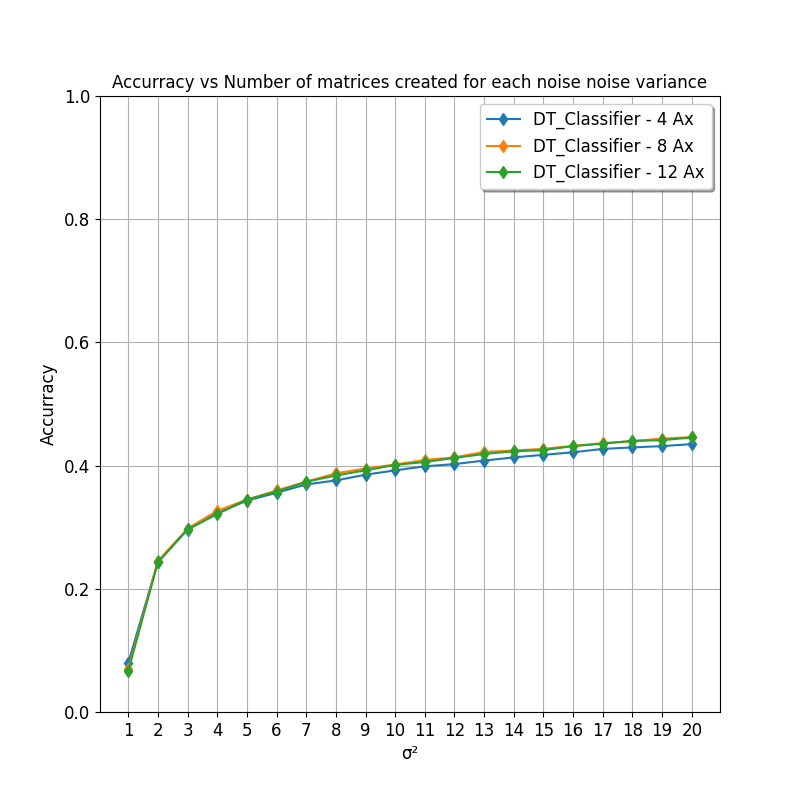 Accurracy vs Number of matrices created for each noise noise variance
DT_Classifier - 4 Ax
DT_Classifier - 8 Ax
DT_Classifier - 12 Ax
1.0
0.8
0.6
0.4
0.2
0.0
Accurracy
1 2 3 4 5 6 7 8 9 10 11 12 13 14 15 16 17 18 19 20
σ²